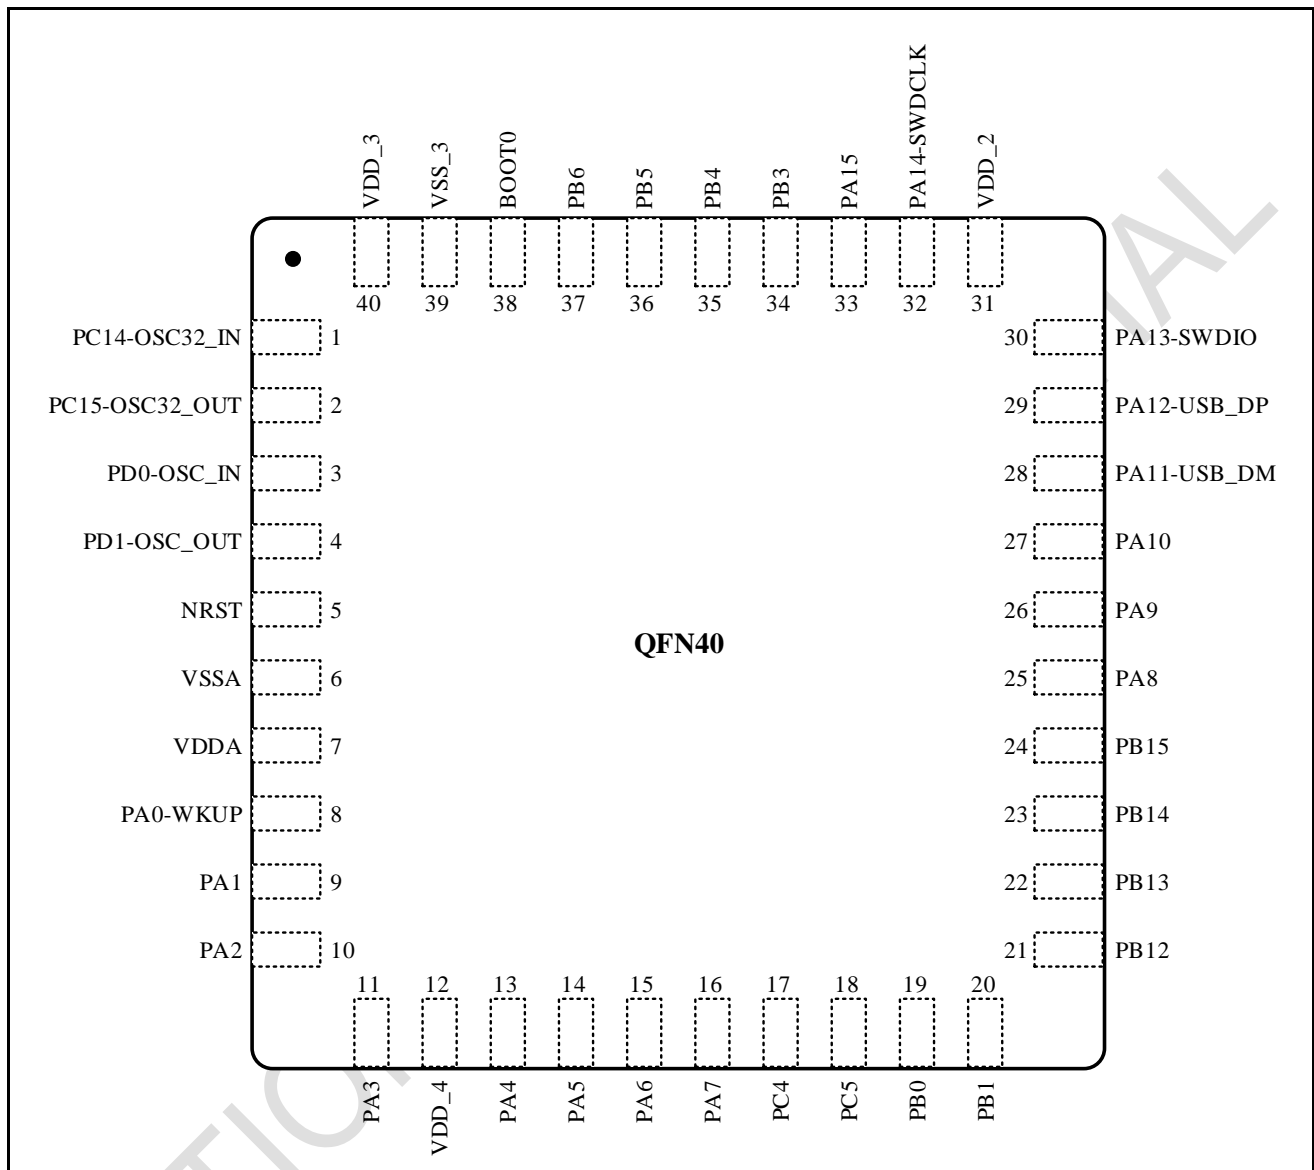 VDD_3
VSS_3
BOOT0
PB6
PB5
PB4
PB3
PA15
PA14-SWDCLK
VDD_2
40 39 38 37 36 35 34 33 32 31
PC14-OSC32_IN 1
30 PA13-SWDIO
PC15-OSC32_OUT 2
29 PA12-USB_DP
PD0-OSC_IN 3
28 PA11-USB_DM
PD1-OSC_OUT 4
27 PA10
NRST 5
26 PA9
QFN40
VSSA 6
25 PA8
VDDA 7
24 PB15
PA0-WKUP 8
23 PB14
PA1 9
22 PB13
PA2 10
21 PB12
11 12 13 14 15 16 17 18 19 20
PA3
VDD_4
PA4
PA5
PA6
PA7
PC4
PC5
PB0
PB1